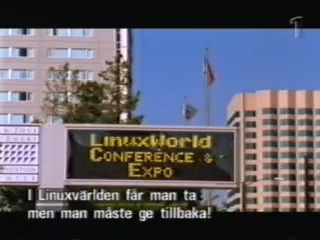 LinuxWorld
CONFERENCE &
EXPO
I Linuxvärlden får man ta
men man måste ge tillbaka!